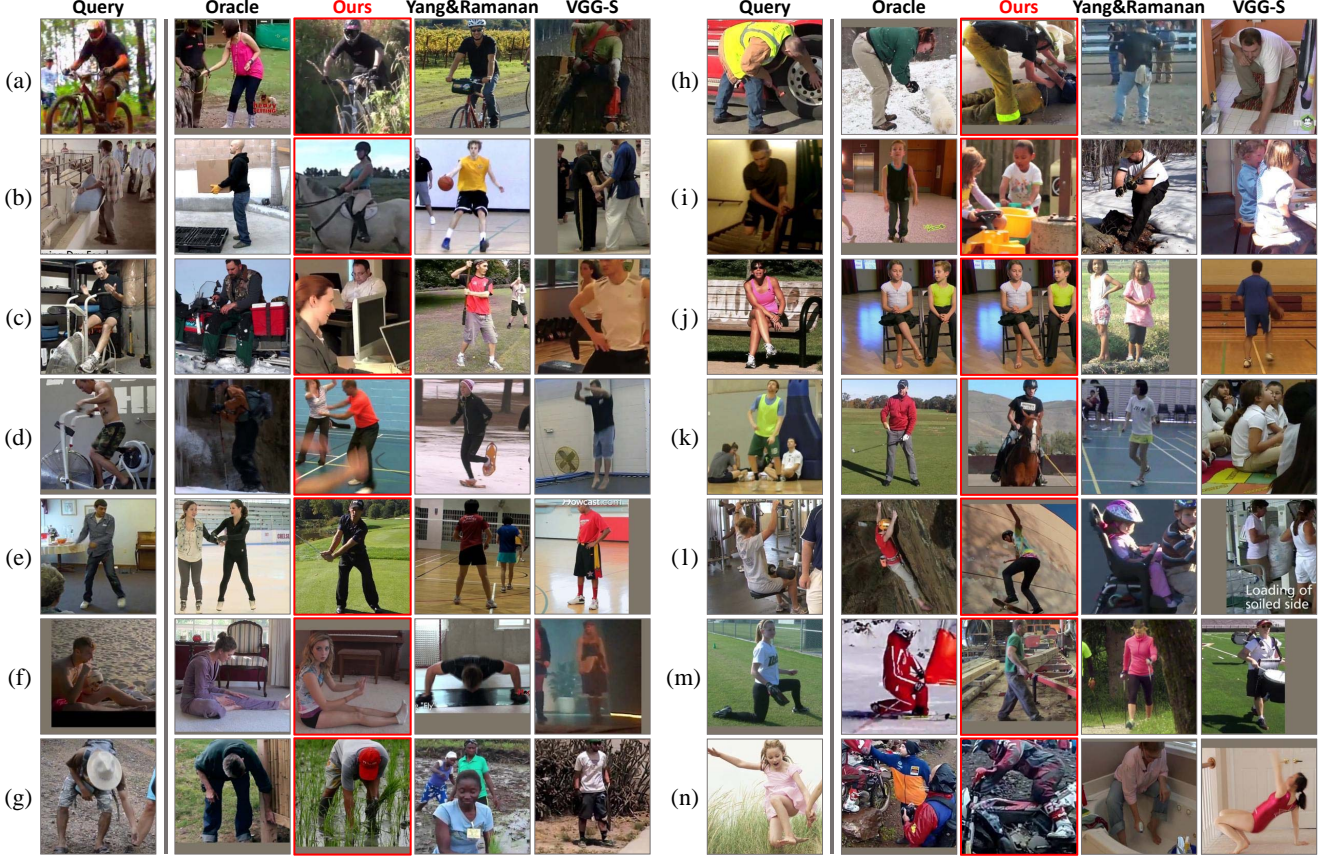 Query Oracle Ours Yang&Ramanan VGG-S
Query Oracle Ours Yang&Ramanan VGG-S
(a)
(b)
(c)
(d)
(e)
(f)
(g)
(h)
(i)
(j)
(k)
(l)
Loading of
soiled side
(m)
(n)